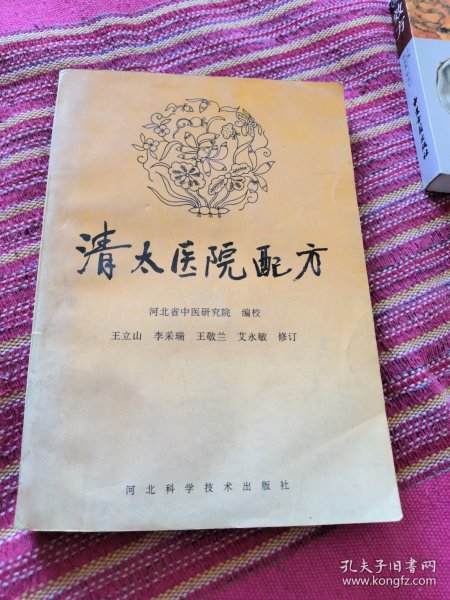 清太医院配方
河北省中医研究院 编校
王立山 李采瑞 王敬兰 艾永敏 修订
河北科学技术出版社
孔夫子旧书网
www.kongfz.com